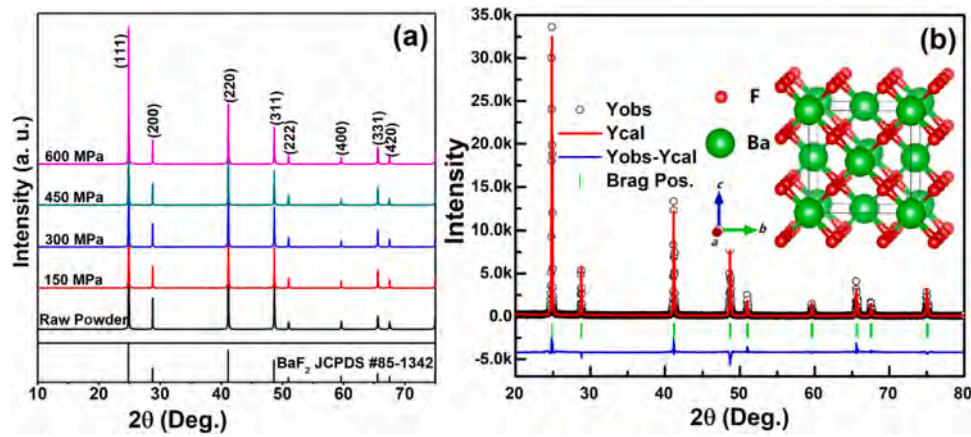 (a)
(111)
(200)
(220)
(311)
(222)
(400)
(331)
(420)
600 MPa
450 MPa
300 MPa
150 MPa
Raw Powder
BaF2 JCPDS #85-1342
Intensity (a. u.)
10 20 30 40 50 60 70
2θ (Deg.)
(b)
35.0k
30.0k
25.0k
20.0k
15.0k
10.0k
5.0k
0.0
-5.0k
Intensity
Yobs
Ycal
Yobs-Ycal
Brag Pos.
F
Ba
c
a
b
20 30 40 50 60 70 80
2θ (Deg.)